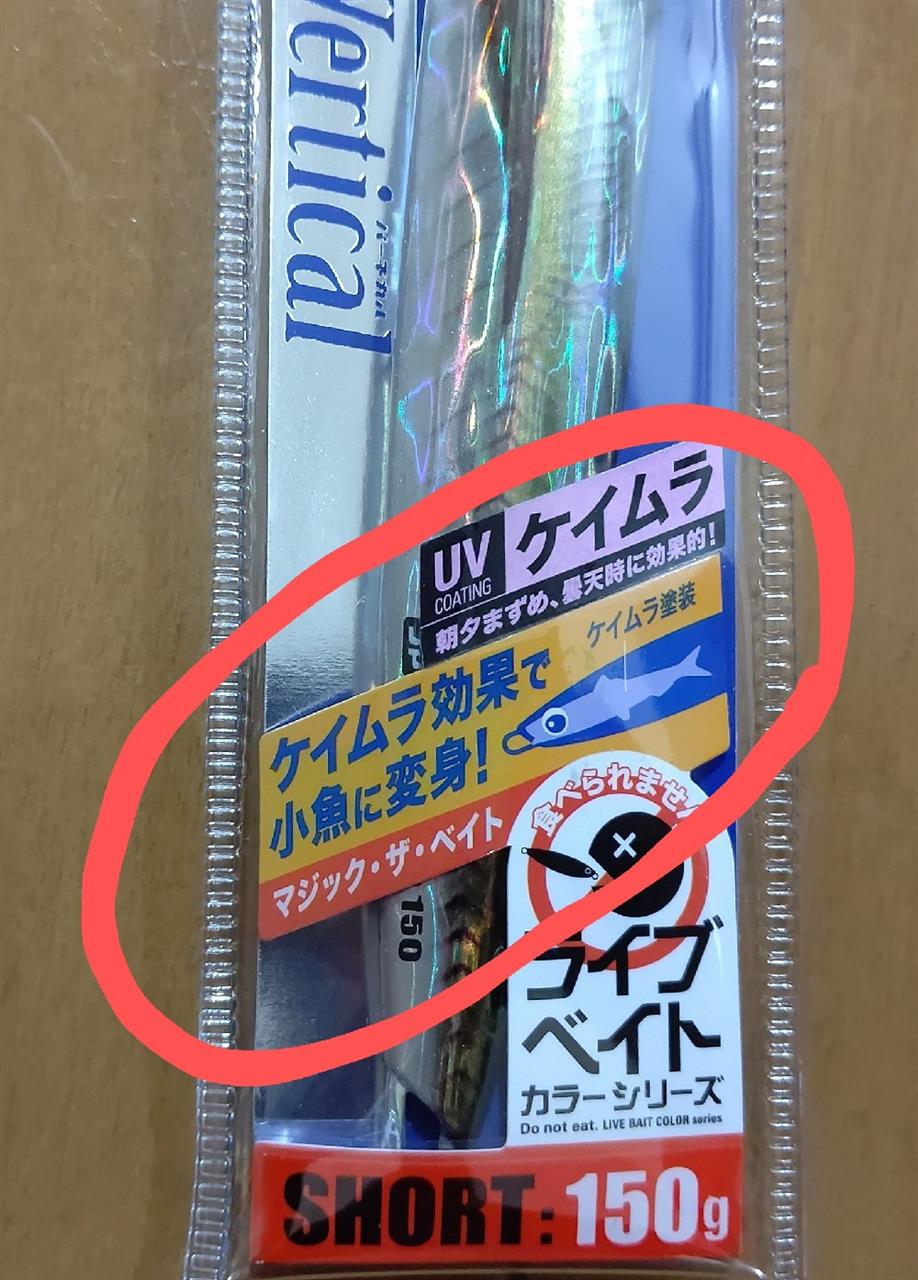 Vertical
バーチカル
UV
COATING
ケイムラ
朝夕まずめ、曇天時に効果的!
ケイムラ塗装
ケイムラ効果で
小魚に変身!
マジック・ザ・ベイト
食べられません
150
ライブ
ベイト
カラーシリーズ
Do not eat. LIVE BAIT COLOR series
SHORT: 150g